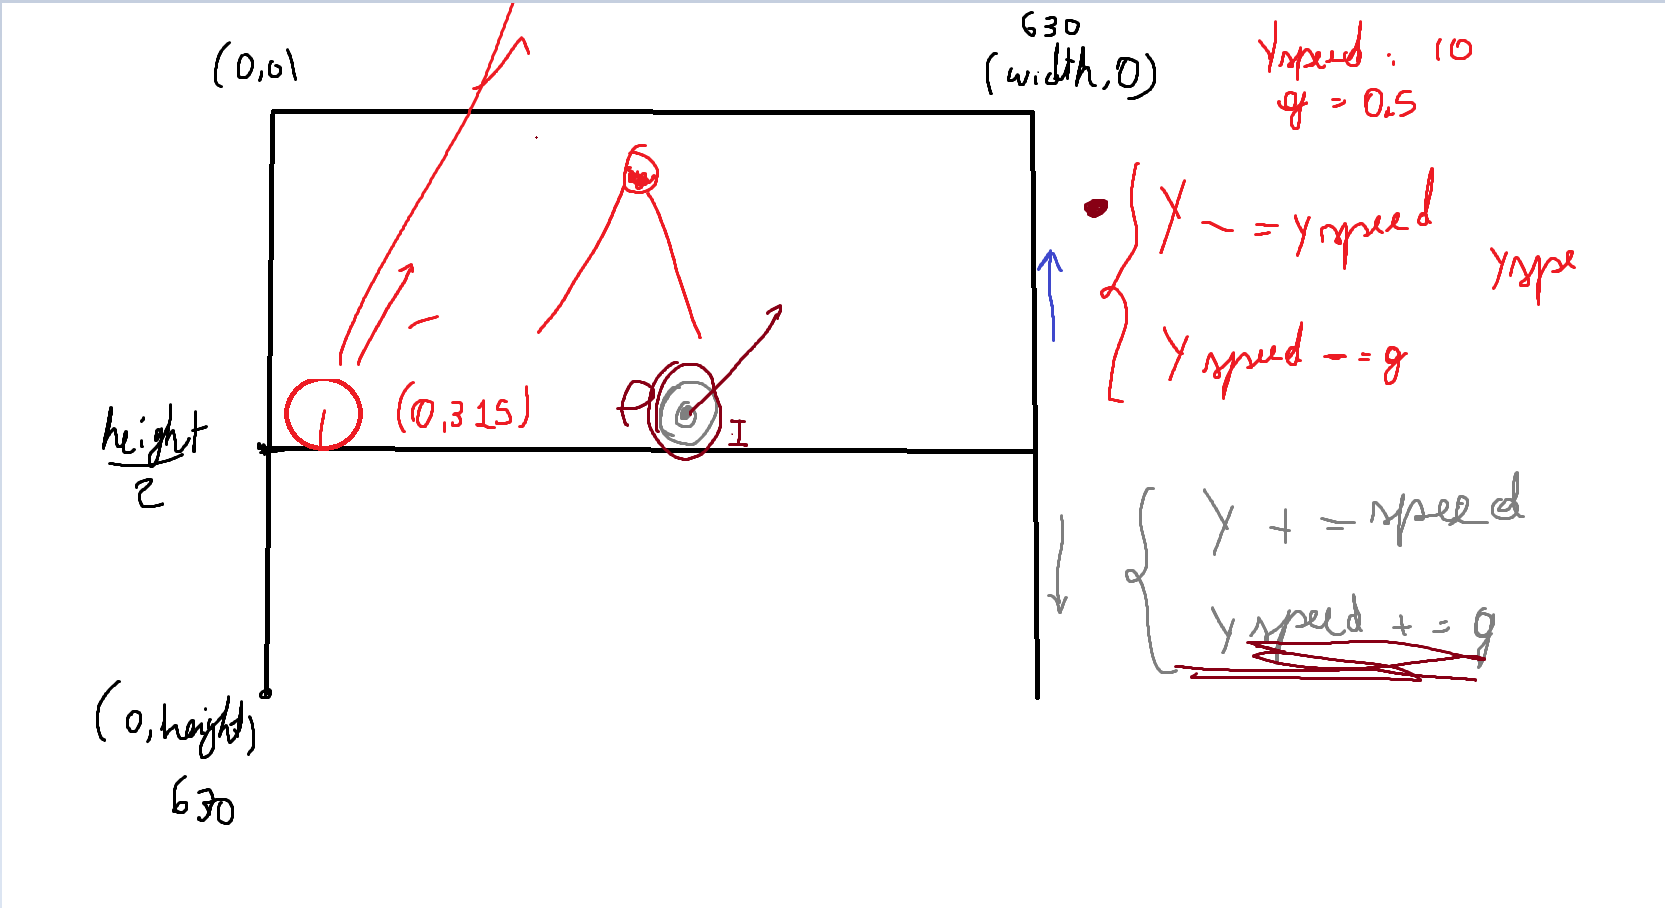 630
(0,0)
(width,0)
Yspeed : 10
g = 0.5
Y - = Yspeed
Yspe
Yspeed - = g
(0,315)
I
height
2
Y + = speed
Yspeed + = g
(0,height)
630